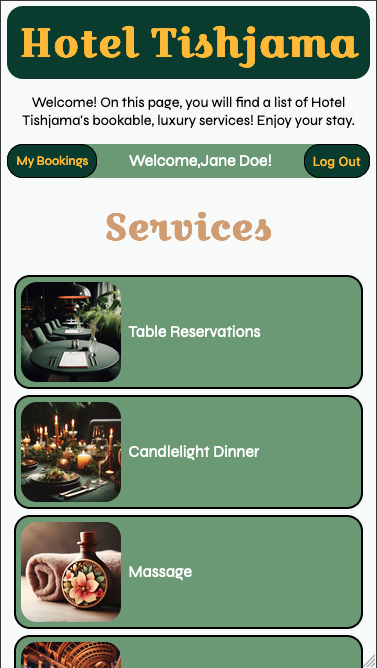 Hotel Tishjama
Welcome! On this page, you will find a list of Hotel
Tishjama's bookable, luxury services! Enjoy your stay.
My Bookings
Welcome,Jane Doe!
Log Out
Services
Table Reservations
Candlelight Dinner
Massage